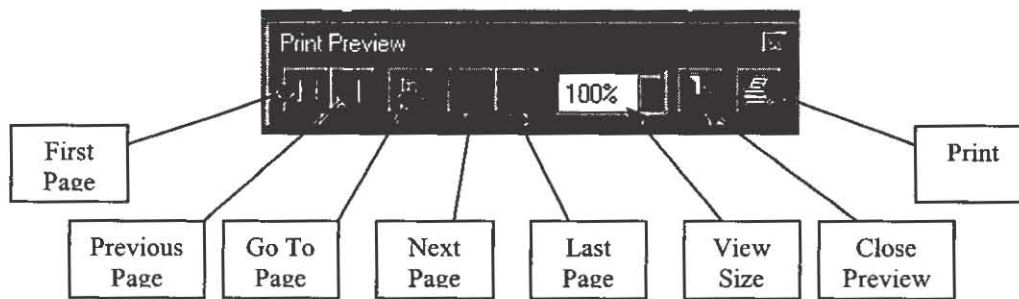 Print Preview
100%
First
Page
Print
Previous
Page
Go To
Page
Next
Page
Last
Page
View
Size
Close
Preview